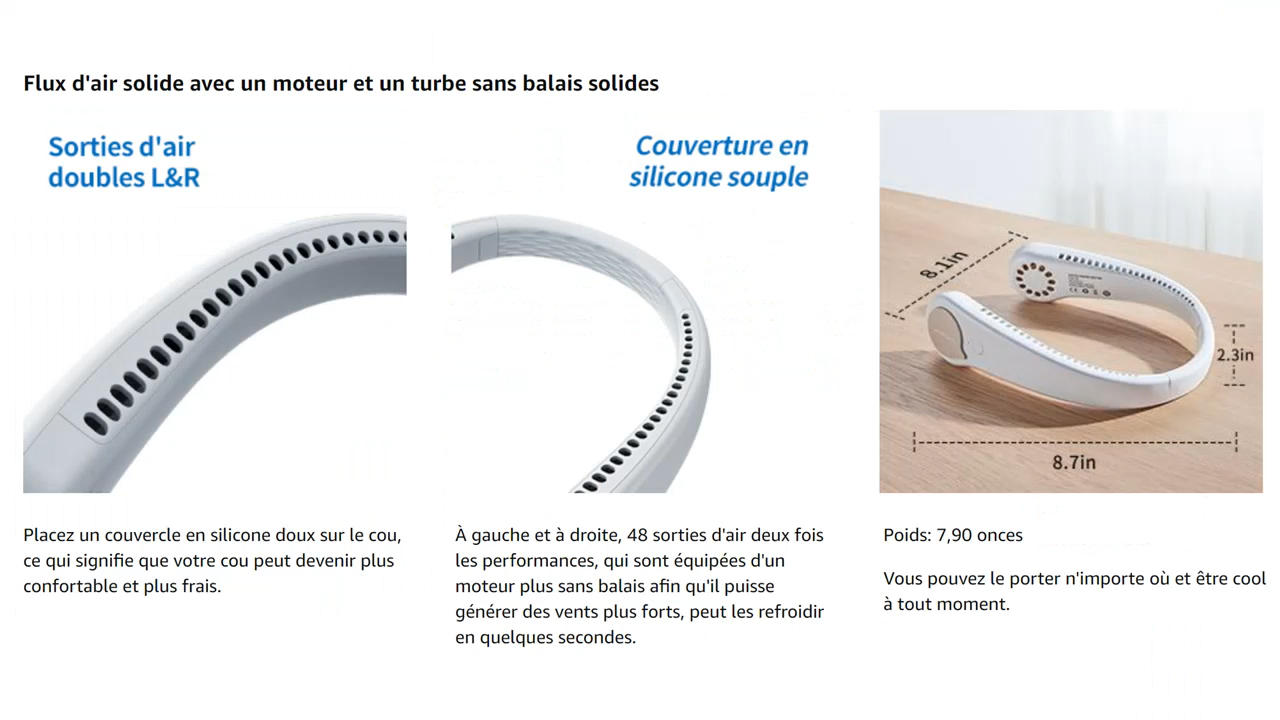 Flux d'air solide avec un moteur et un turbe sans balais solides
Sorties d'air
doubles L&R
Couverture en
silicone souple
8.1in
2.3in
8.7in
Placez un couvercle en silicone doux sur le cou,
ce qui signifie que votre cou peut devenir plus
confortable et plus frais.
À gauche et à droite, 48 sorties d'air deux fois
les performances, qui sont équipées d'un
moteur plus sans balais afin qu'il puisse
générer des vents plus forts, peut les refroidir
en quelques secondes.
Poids: 7,90 onces
Vous pouvez le porter n'importe où et être cool
à tout moment.